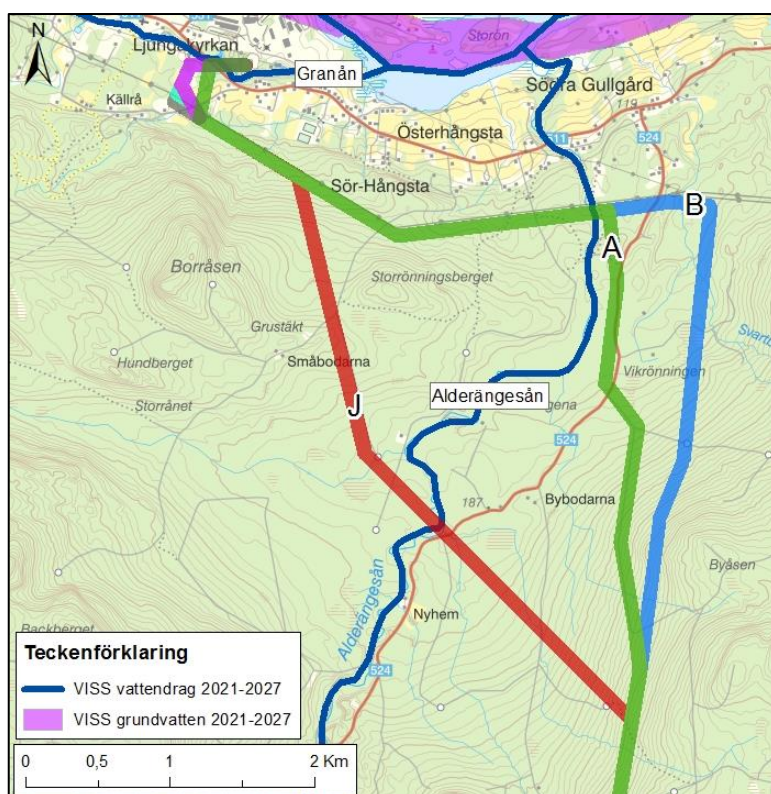 N
Ljungakyrkan
Storön
Granån
Södra Gullgård
Källrå
119
Österhångsta
511
524
Sör-Hångsta
B
A
Borråsen
Storrönningsberget
Grustäkt
Småbodarna
Hundberget
Vikrönningen
Storrånet
J
Alderängesån
524
187
Bybodarna
Byåsen
Alderängesån
Nyhem
Backberget
524
Teckenförklaring
VISS vattendrag 2021-2027
VISS grundvatten 2021-2027
0 0,5 1 2 Km